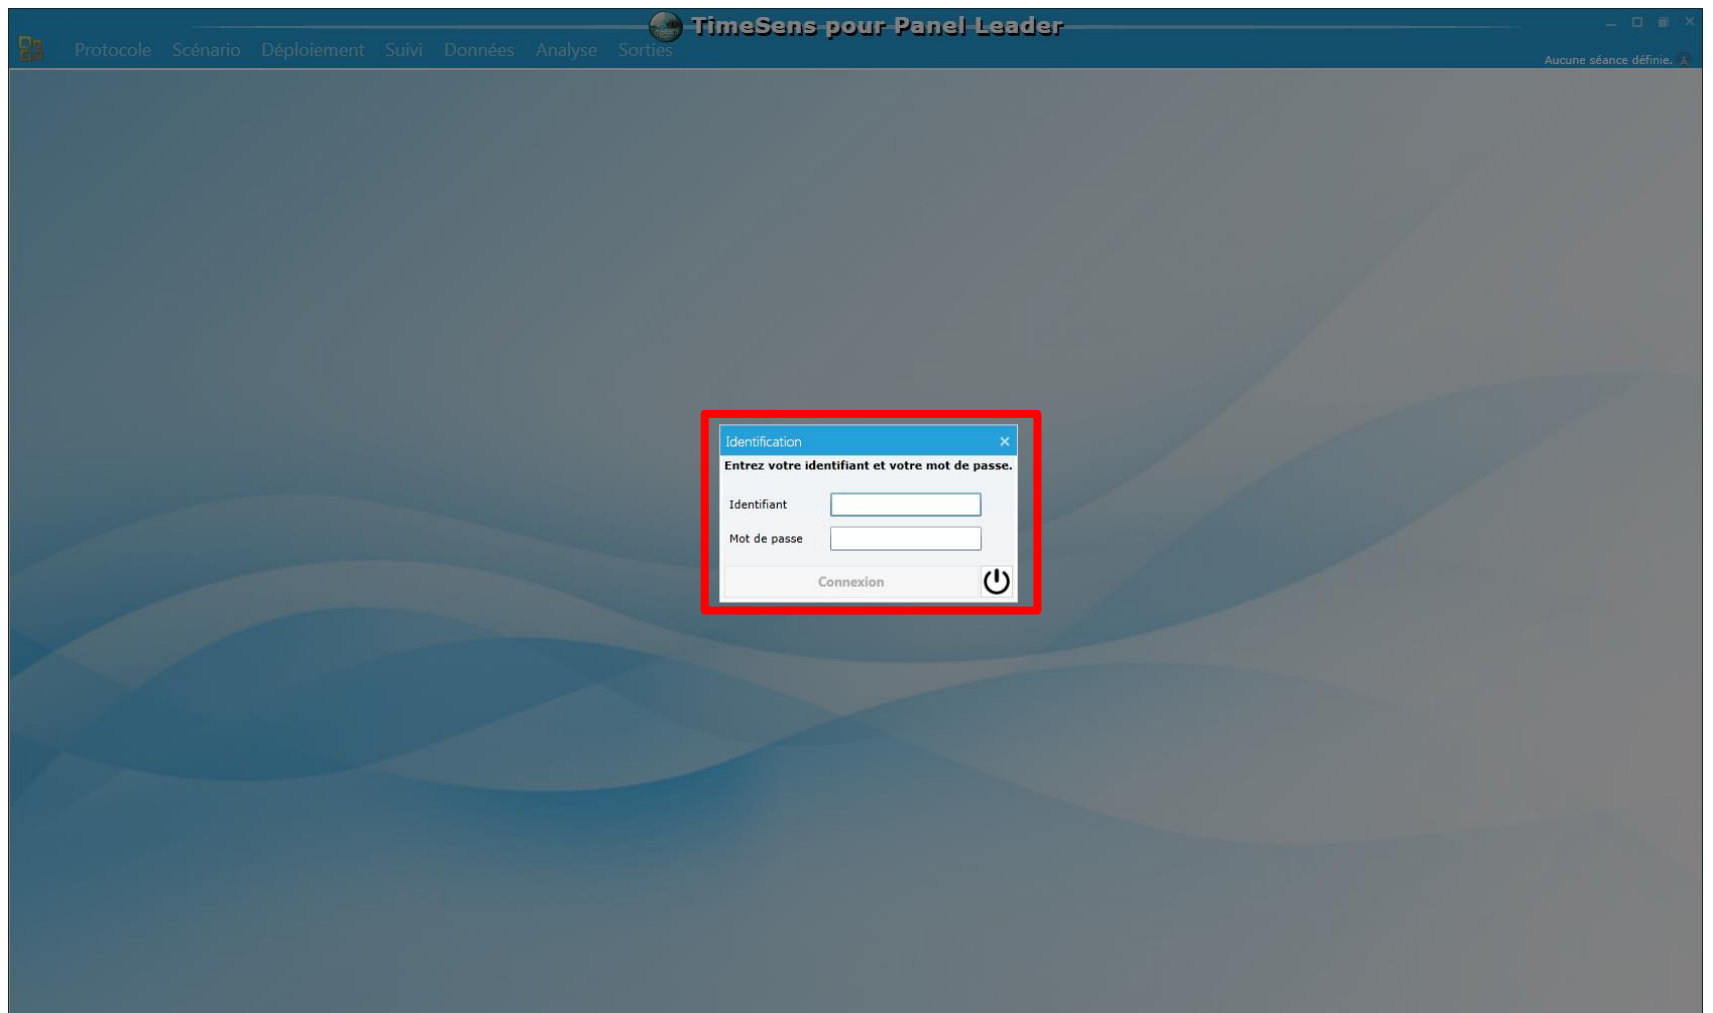 TimeSens pour Panel Leader
Protocole Scénario Déploiement Suivi Données Analyse Sorties
Aucune séance définie.
Identification
Entrez votre identifiant et votre mot de passe.
Identifiant
Mot de passe
Connexion